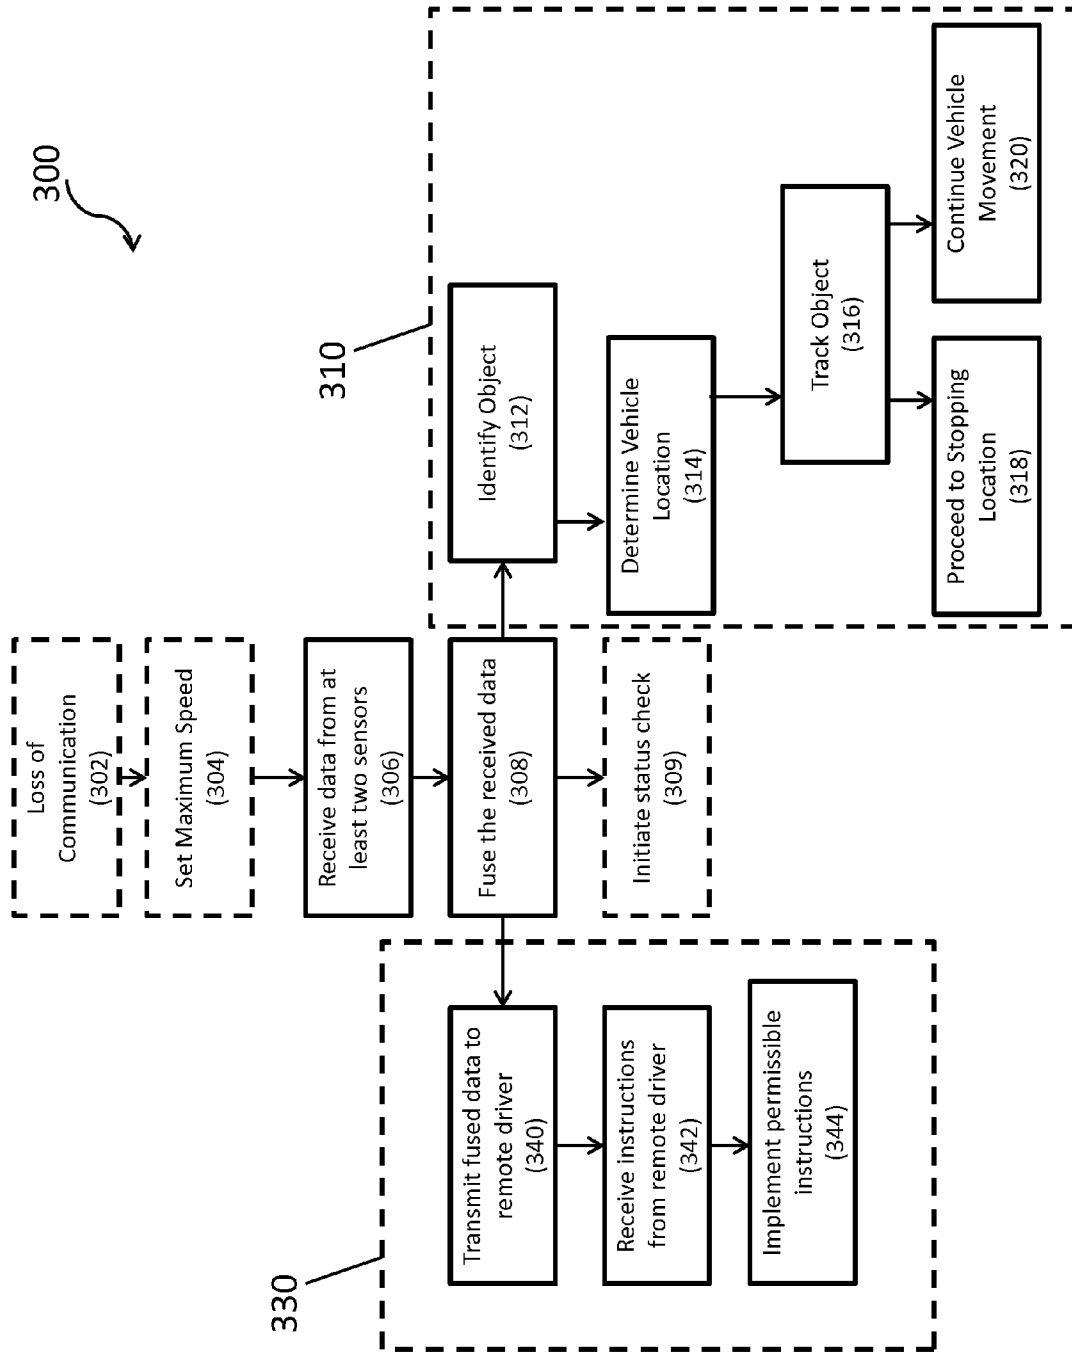 300
Loss of
Communication
(302)
Set Maximum Speed
(304)
Receive data from at
least two sensors
(306)
Fuse the received data
(308)
Initiate status check
(309)
310
Identify Object
(312)
Determine Vehicle
Location
(314)
Track Object
(316)
Proceed to Stopping
Location
(318)
Continue Vehicle
Movement
(320)
330
Transmit fused data to
remote driver
(340)
Receive instructions
from remote driver
(342)
Implement permissible
instructions
(344)